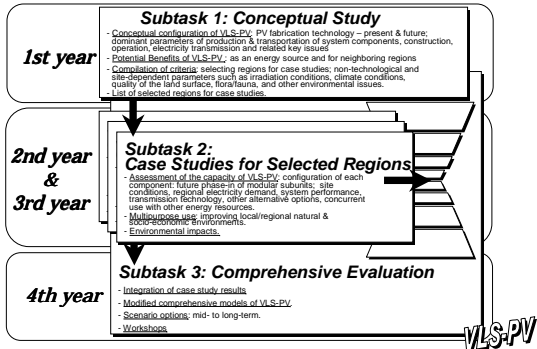 Subtask 1: Conceptual Study
1st year
- Conceptual configuration of VLS-PV: PV fabrication technology – present & future;
dominant parameters of production & transportation of system components, construction,
operation, electricity transmission and related key issues
- Potential Benefits of VLS-PV : as an energy source and for neighboring regions
- Compilation of criteria: selecting regions for case studies; non-technological and
site-dependent parameters such as irradiation conditions, climate conditions,
quality of the land surface, flora/fauna, and other environmental issues.
- List of selected regions for case studies.
2nd year
&
3rd year
Subtask 2:
Case Studies for Selected Regions
- Assessment of the capacity of VLS-PV: configuration of each
component: future phase-in of modular subunits; site
conditions, regional electricity demand, system performance,
transmission technology, other alternative options, concurrent
use with other energy resources.
- Multipurpose use: improving local/regional natural &
socio-economic environments.
- Environmental impacts.
4th year
Subtask 3: Comprehensive Evaluation
- Integration of case study results
- Modified comprehensive models of VLS-PV.
- Scenario options: mid- to long-term.
- Workshops
VLS-PV